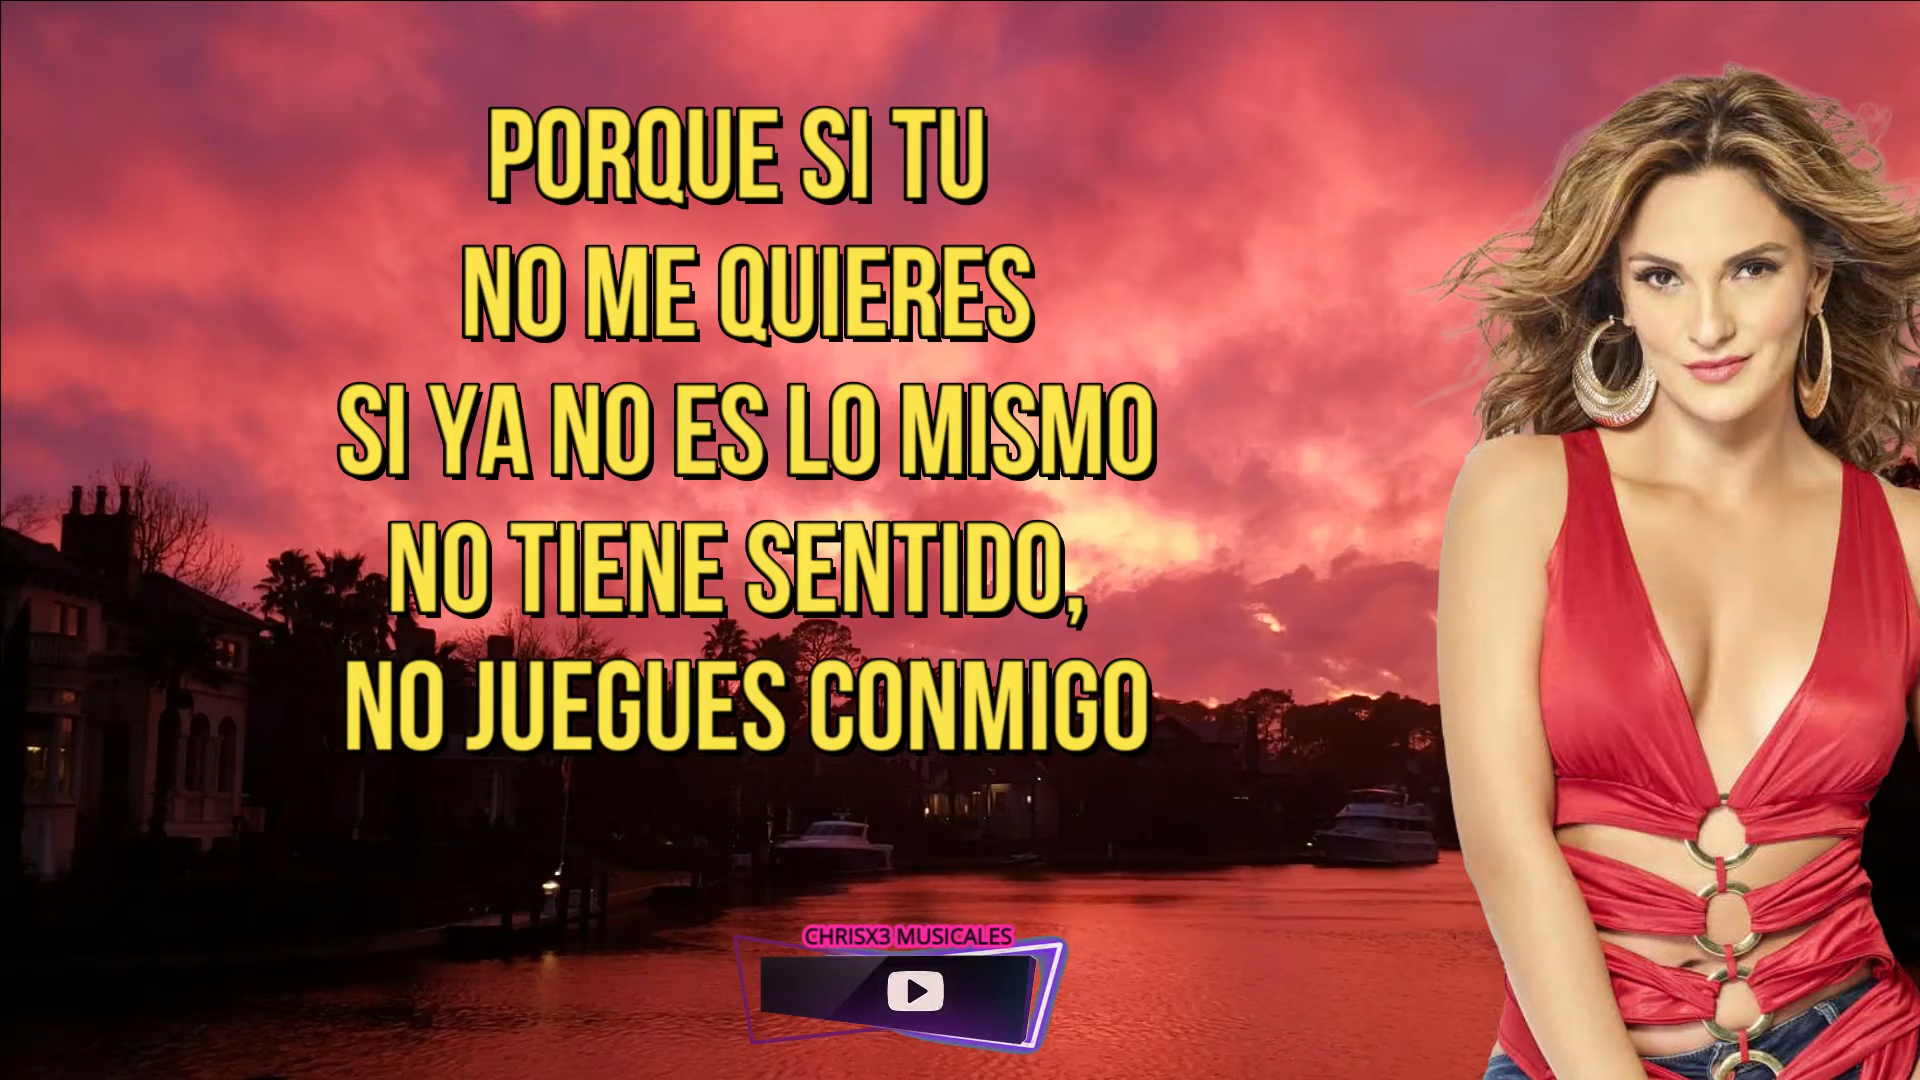 PORQUE SI TU
NO ME QUIERES
SI YA NO ES LO MISMO
NO TIENE SENTIDO,
NO JUEGUES CONMIGO
CHRISX3 MUSICALES